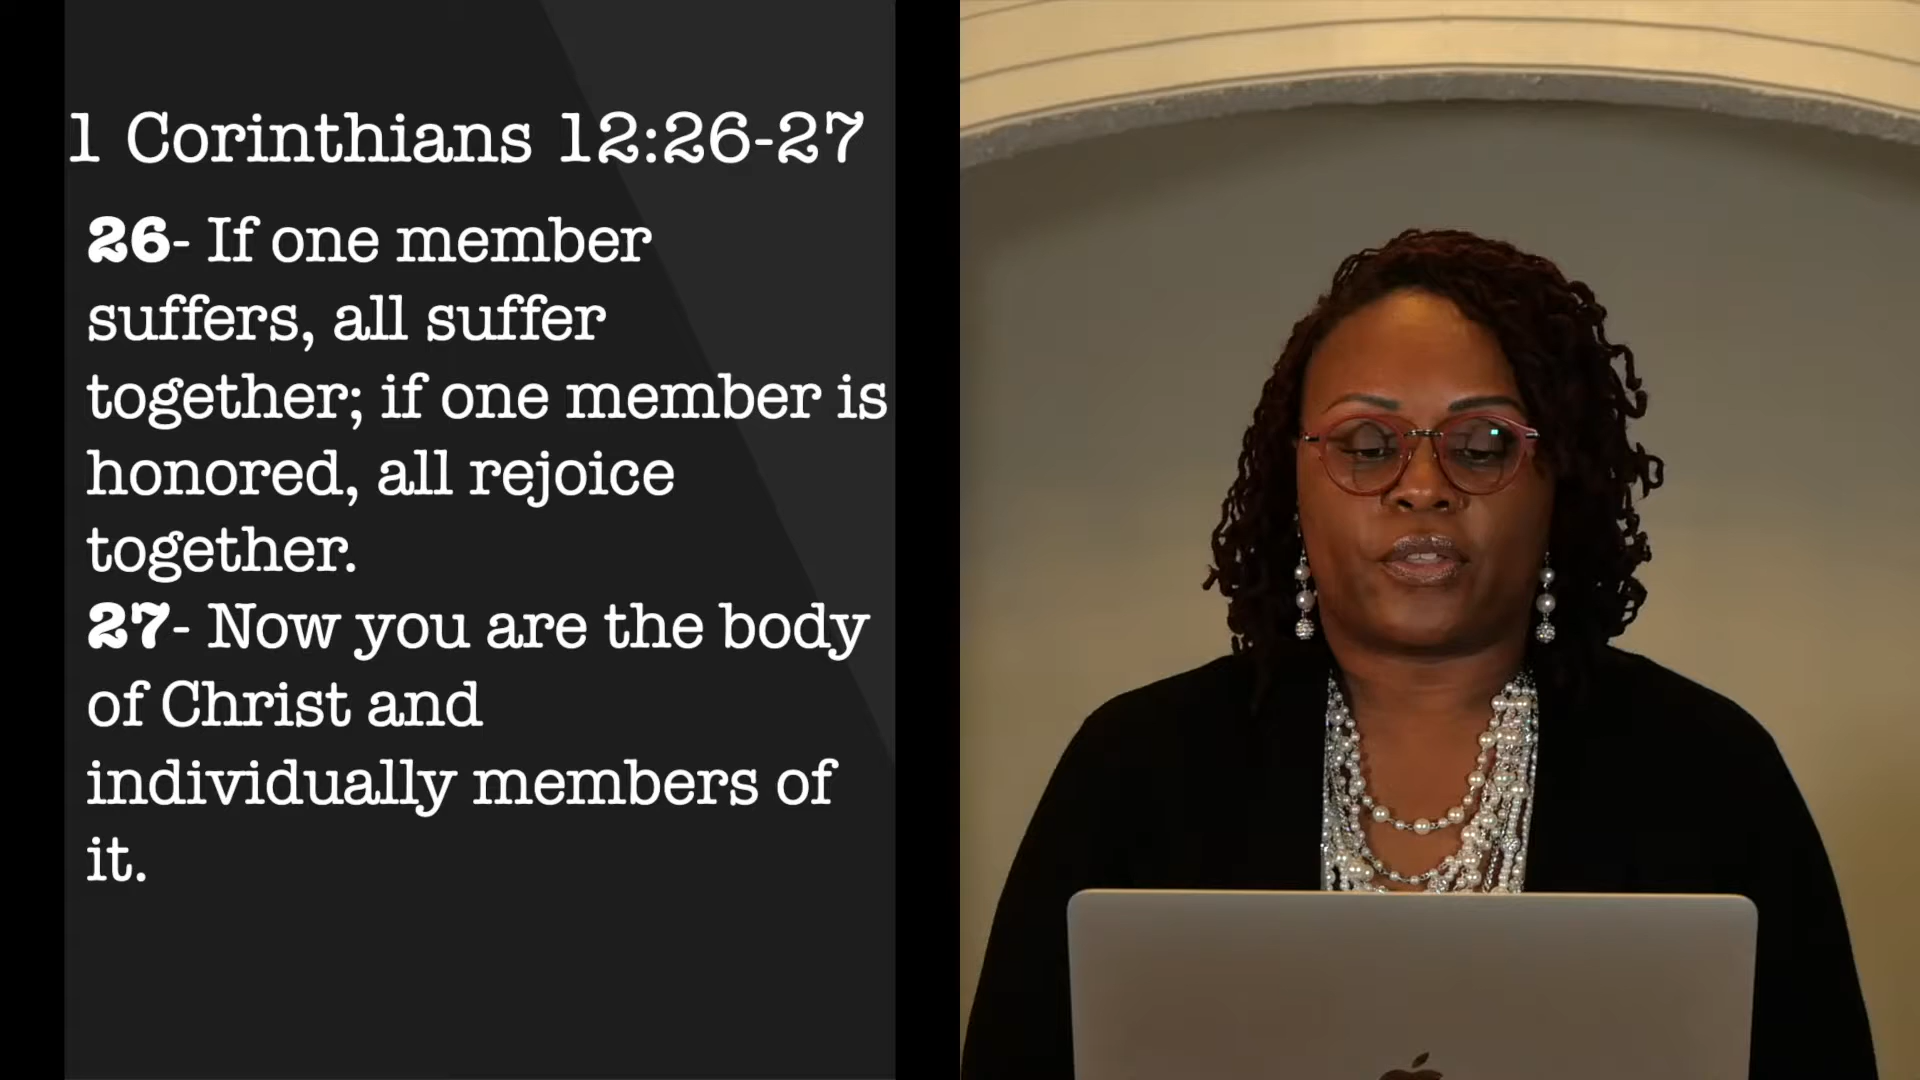 1 Corinthians 12:26-27
26- If one member
suffers, all suffer
together; if one member is
honored, all rejoice
together.
27- Now you are the body
of Christ and
individually members of
it.